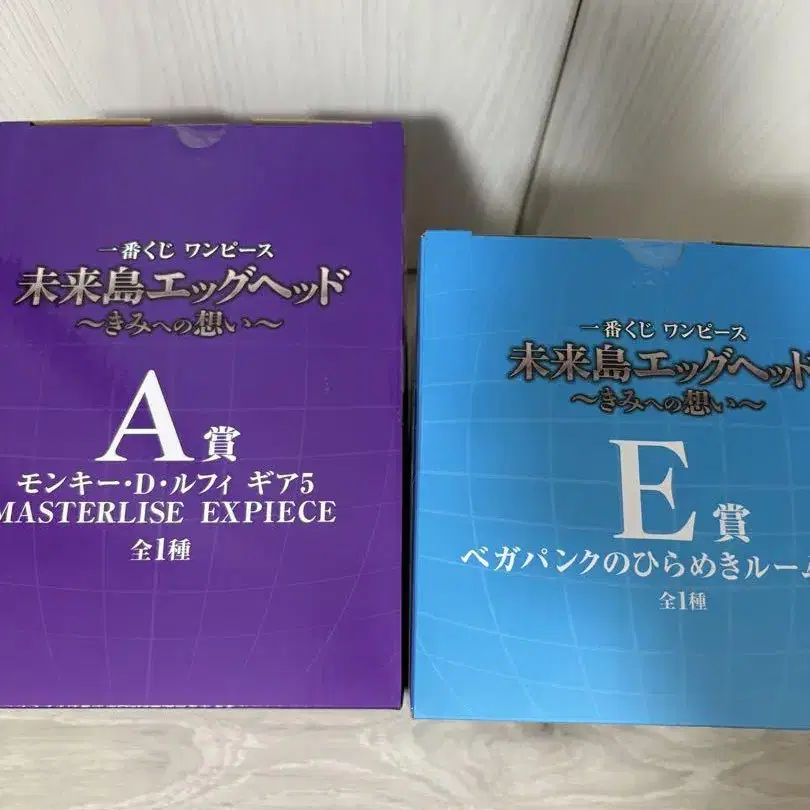 一番くじ ワンピース
未来島エッグヘッド
〜きみへの想い〜
A賞
モンキー・D・ルフィ ギア5
MASTERLISE EXPIECE
全1種
一番くじ ワンピース
未来島エッグヘッド
〜きみへの想い〜
E賞
ベガパンクのひらめきルーム
全1種